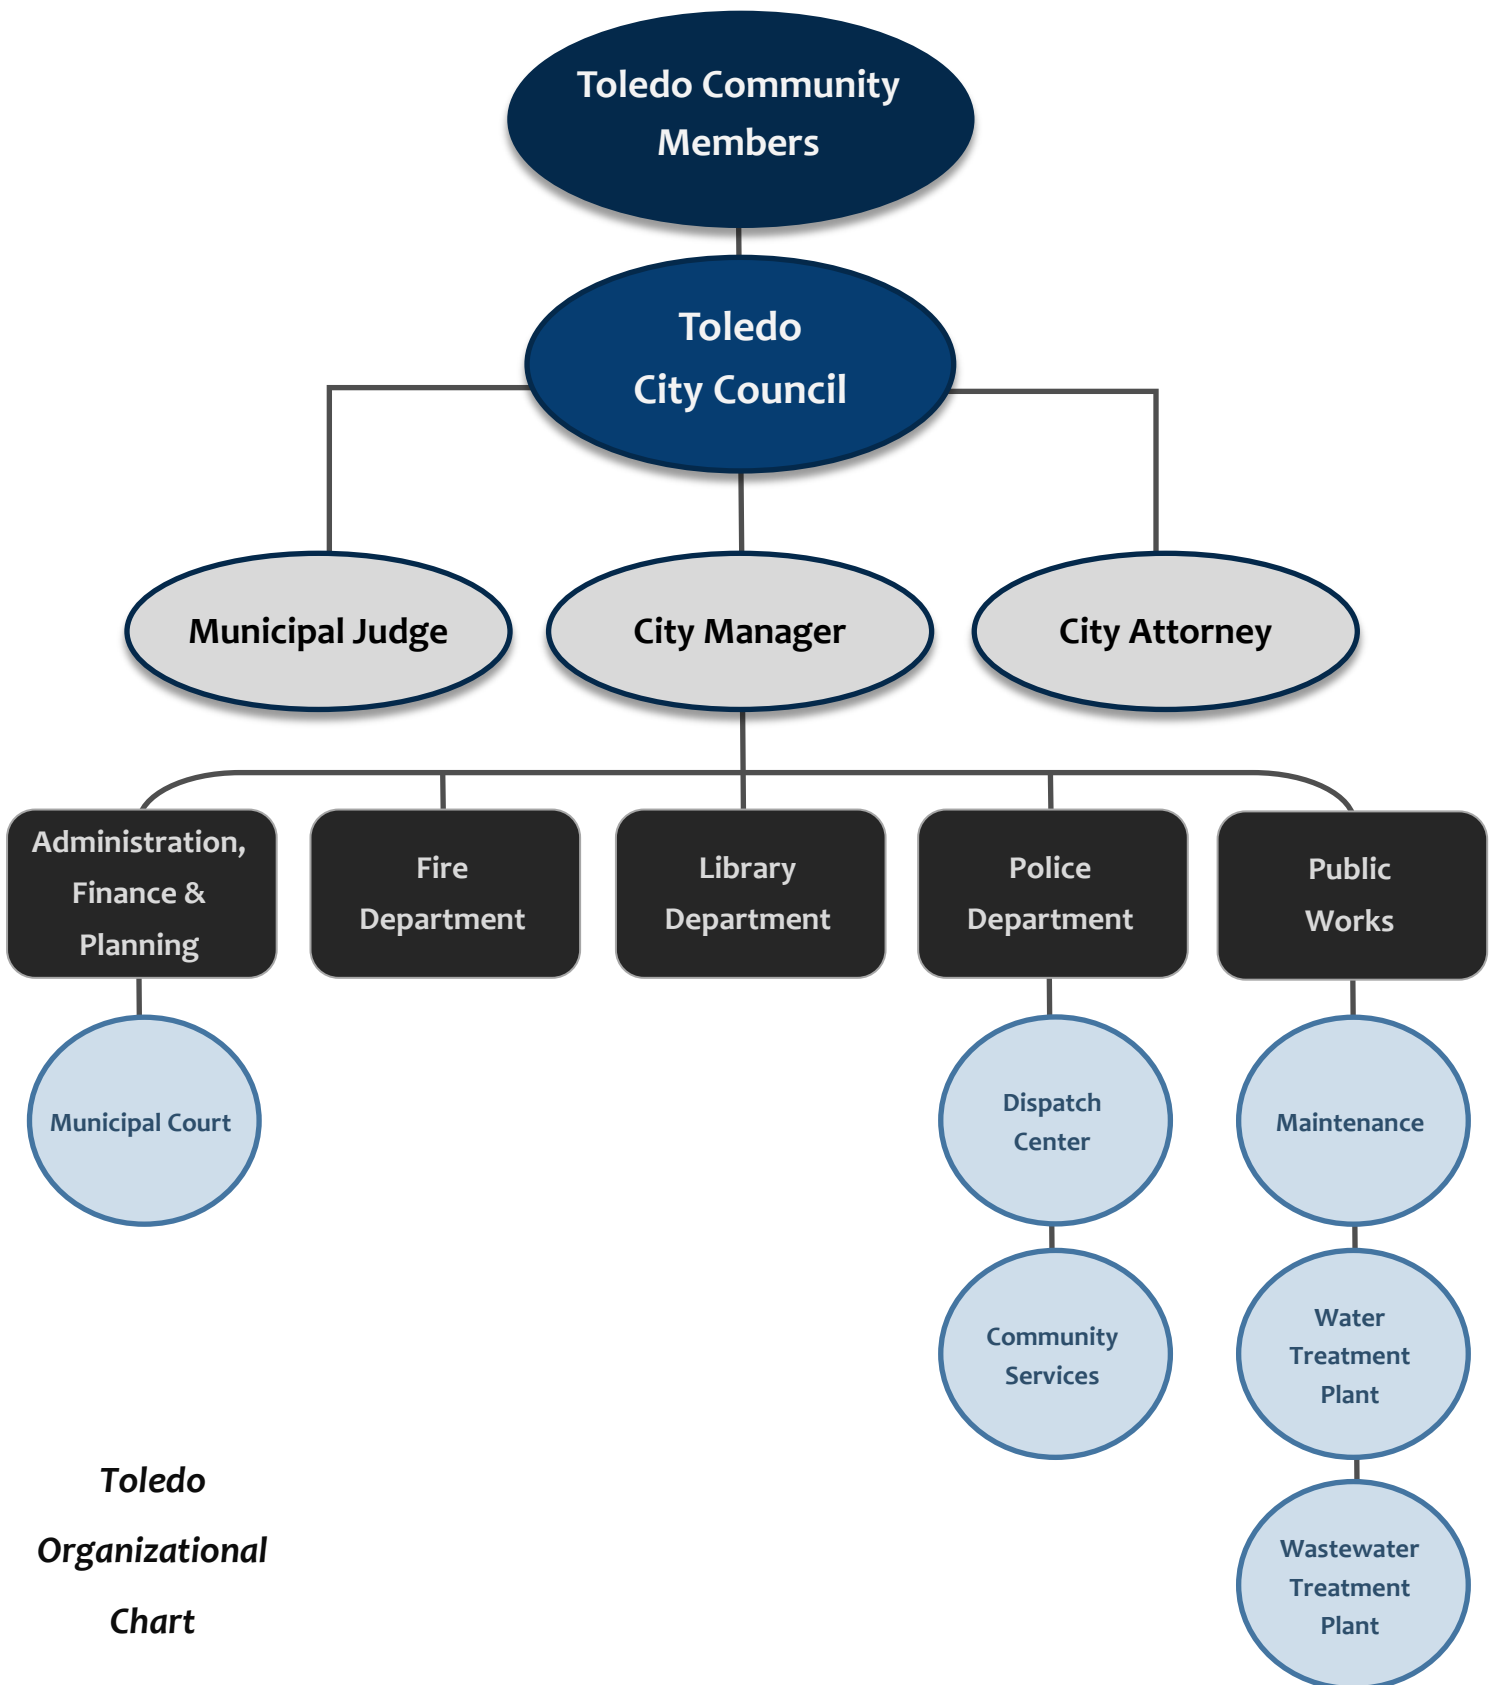 Toledo Community
Members
Toledo
City Council
Municipal Judge
City Manager
City Attorney
Administration,
Finance &
Planning
Fire
Department
Library
Department
Police
Department
Public
Works
Municipal Court
Dispatch
Center
Maintenance
Community
Services
Water
Treatment
Plant
Wastewater
Treatment
Plant
Toledo
Organizational
Chart